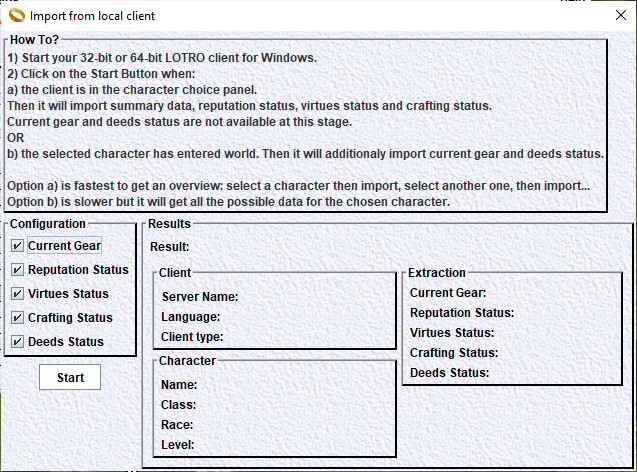 Import from local client
How To?
1) Start your 32-bit or 64-bit LOTRO client for Windows.
2) Click on the Start Button when:
a) the client is in the character choice panel.
Then it will import summary data, reputation status, virtues status and crafting status.
Current gear and deeds status are not available at this stage.
OR
b) the selected character has entered world. Then it will additionaly import current gear and deeds status.
Option a) is fastest to get an overview: select a character then import, select another one, then import...
Option b) is slower but it will get all the possible data for the chosen character.
Configuration
Current Gear
Reputation Status
Virtues Status
Crafting Status
Deeds Status
Start
Results
Result:
Client
Server Name:
Language:
Client type:
Character
Name:
Class:
Race:
Level:
Extraction
Current Gear:
Reputation Status:
Virtues Status:
Crafting Status:
Deeds Status: